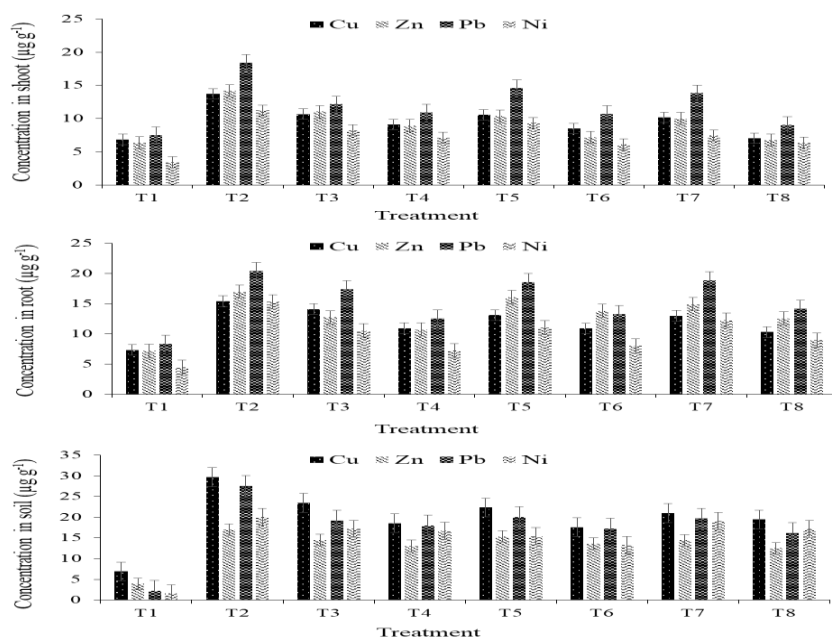 Cu Zn Pb Ni
Concentration in shoot (µg g-1)
25
20
15
10
5
0
T1 T2 T3 T4 T5 T6 T7 T8
Treatment
Cu Zn Pb Ni
Concentration in root (µg g-1)
25
20
15
10
5
0
T1 T2 T3 T4 T5 T6 T7 T8
Treatment
Cu Zn Pb Ni
Concentration in soil (µg g-1)
35
30
25
20
15
10
5
0
T1 T2 T3 T4 T5 T6 T7 T8
Treatment